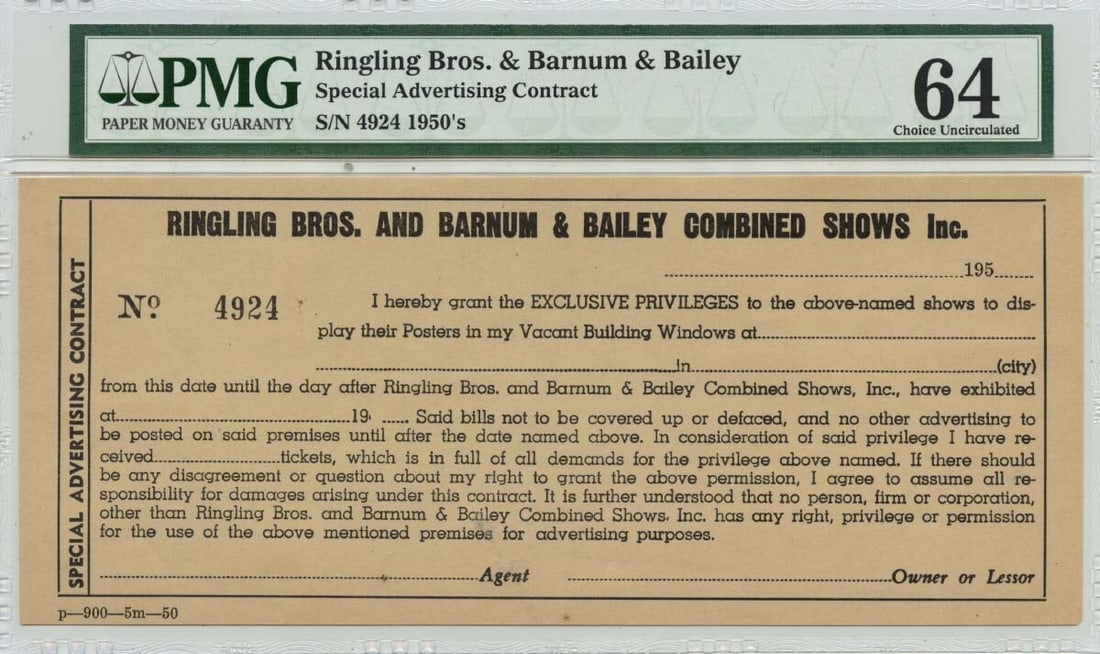 PMG
PAPER MONEY GUARANTY
Ringling Bros. & Barnum & Bailey
Special Advertising Contract
S/N 4924 1950's
64
Choice Uncirculated
SPECIAL ADVERTISING CONTRACT
RINGLING BROS. AND BARNUM & BAILEY COMBINED SHOWS Inc.
195
No. 4924
I hereby grant the EXCLUSIVE PRIVILEGES to the above-named shows to dis-
play their Posters in my Vacant Building Windows at
in (city)
from this date until the day after Ringling Bros. and Barnum & Bailey Combined Shows, Inc., have exhibited
at 19 Said bills not to be covered up or defaced, and no other advertising to
be posted on said premises until after the date named above. In consideration of said privilege I have re-
ceived tickets, which is in full of all demands for the privilege above named. If there should
be any disagreement or question about my right to grant the above permission, I agree to assume all re-
sponsibility for damages arising under this contract. It is further understood that no person, firm or corporation,
other than Ringling Bros. and Barnum & Bailey Combined Shows, Inc. has any right, privilege or permission
for the use of the above mentioned premises for advertising purposes.
Agent Owner or Lessor
p—900—5m—50